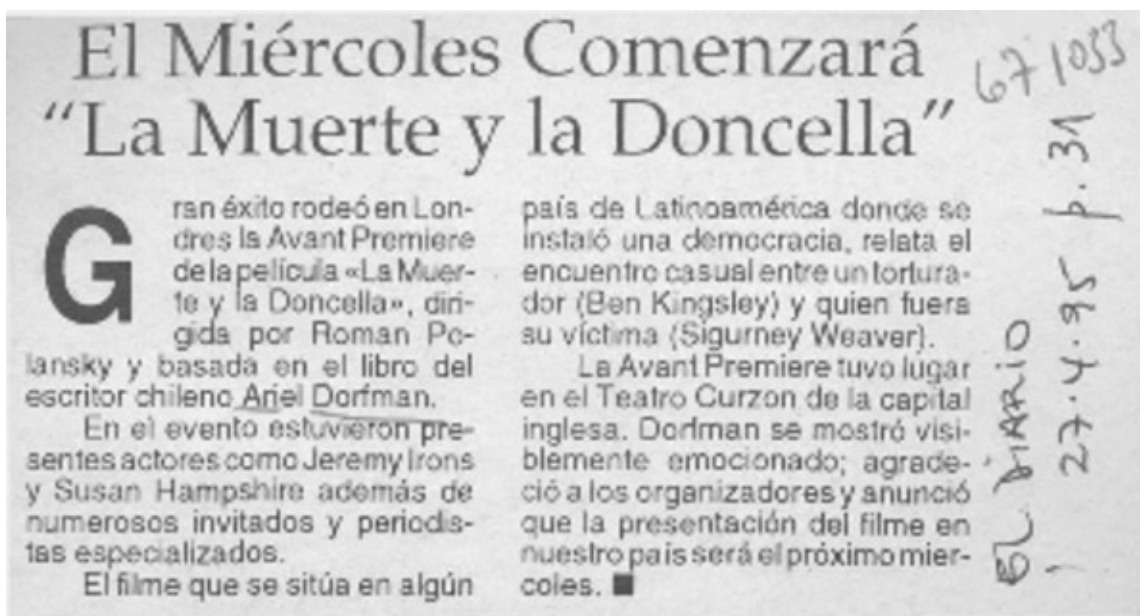 El Miércoles Comenzará
“La Muerte y la Doncella”
Gran éxito rodeó en Lon-
dres la Avant Premiere
de la película «La Muer-
te y la Doncella», diri-
gida por Roman Po-
lansky y basada en el libro del
escritor chileno Ariel Dorfman.
En el evento estuvieron pre-
sentes actores como Jeremy Irons
y Susan Hampshire además de
numerosos invitados y periodis-
tas especializados.
El filme que se sitúa en algún
país de Latinoamérica donde se
instaló una democracia, relata el
encuentro casual entre un tortura-
dor (Ben Kingsley) y quien fuera
su víctima (Sigurney Weaver).
La Avant Premiere tuvo lugar
en el Teatro Curzon de la capital
inglesa. Dorfman se mostró visi-
blemente emocionado; agrade-
ció a los organizadores y anunció
que la presentación del filme en
nuestro país será el próximo mier-
coles. ■
671033
EL DIARIO
27.4.95 p.31